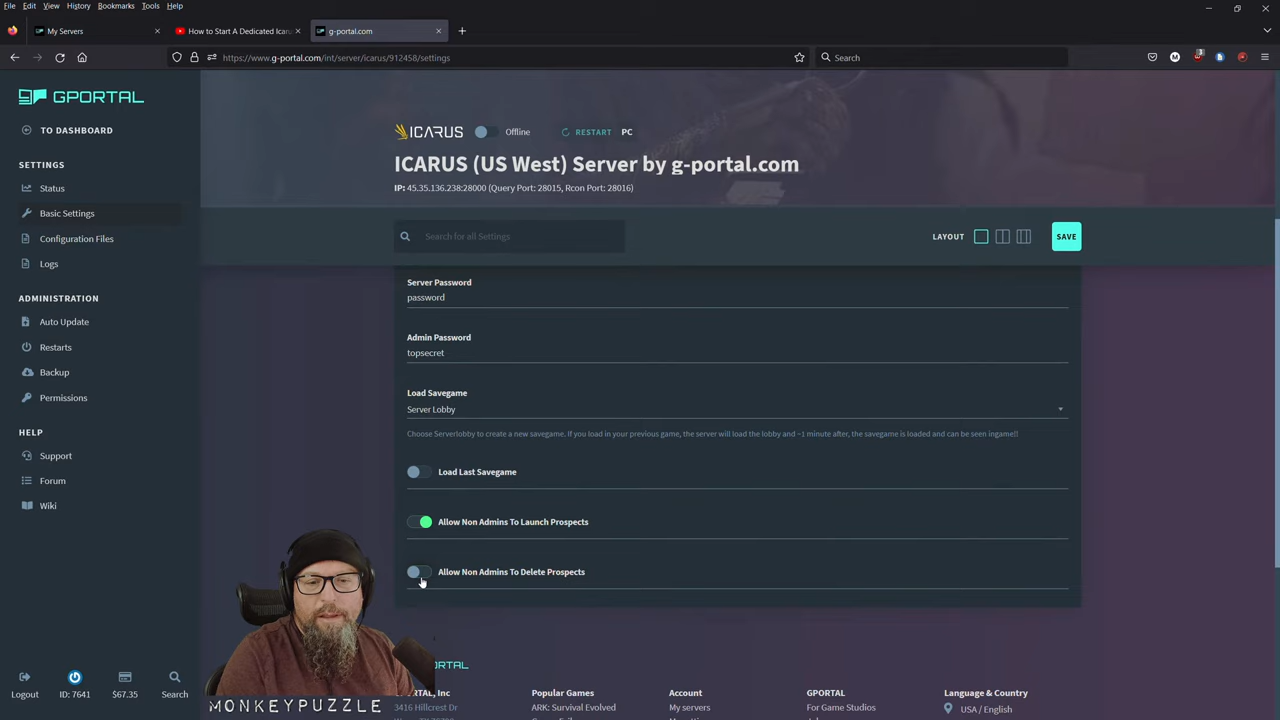 File Edit View History Bookmarks Tools Help
My Servers
How to Start A Dedicated Icaru
g-portal.com
https://www.g-portal.com/int/server/icarus/912458/settings
Search
3
M
GPORTAL
TO DASHBOARD
SETTINGS
Status
Basic Settings
Configuration Files
Logs
ADMINISTRATION
Auto Update
Restarts
Backup
Permissions
HELP
Support
Forum
Wiki
Logout
ID: 7641
$67.35
Search
ICARUS Offline RESTART PC
ICARUS (US West) Server by g-portal.com
IP: 45.35.136.238:28000 (Query Port: 28015, Rcon Port: 28016)
Search for all Settings
LAYOUT
SAVE
Server Password
password
Admin Password
topsecret
Load Savegame
Server Lobby
Choose Serverlobby to create a new savegame. If you load in your previous game, the server will load the lobby and ~1 minute after, the savegame is loaded and can be seen ingame!!
Load Last Savegame
Allow Non Admins To Launch Prospects
Allow Non Admins To Delete Prospects
MONKEYPUZZLE
ORTAL
PORTAL, Inc
3416 Hillcrest Dr
Popular Games
ARK: Survival Evolved
Account
My servers
GPORTAL
For Game Studios
Language & Country
USA / English